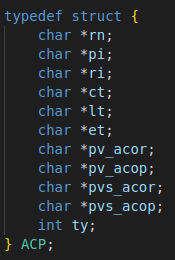 typedef struct {
    char *rn;
    char *pi;
    char *ri;
    char *ct;
    char *lt;
    char *et;
    char *pv_acor;
    char *pv_acop;
    char *pvs_acor;
    char *pvs_acop;
    int ty;
} ACP;